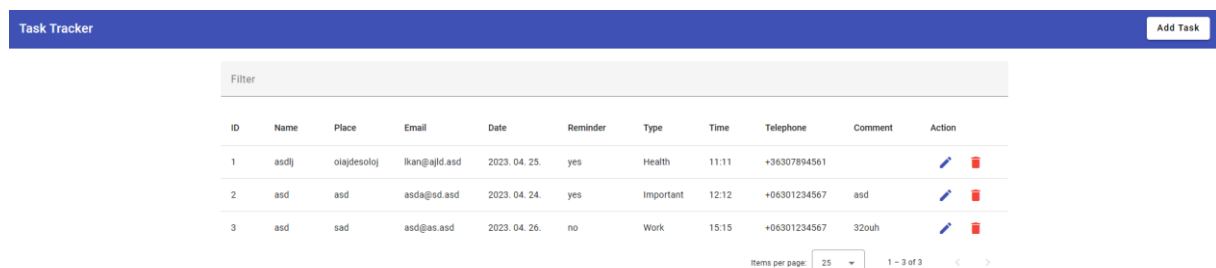 Task Tracker Add Task
Filter
ID Name Place Email Date Reminder Type Time Telephone Comment Action
1 asdlj oiajdesoloj lkan@ajld.asd 2023. 04. 25. yes Health 11:11 +36307894561
2 asd asd asda@sd.asd 2023. 04. 24. yes Important 12:12 +06301234567 asd
3 asd sad asd@as.asd 2023. 04. 26. no Work 15:15 +06301234567 32ouh
Items per page: 25 1 – 3 of 3